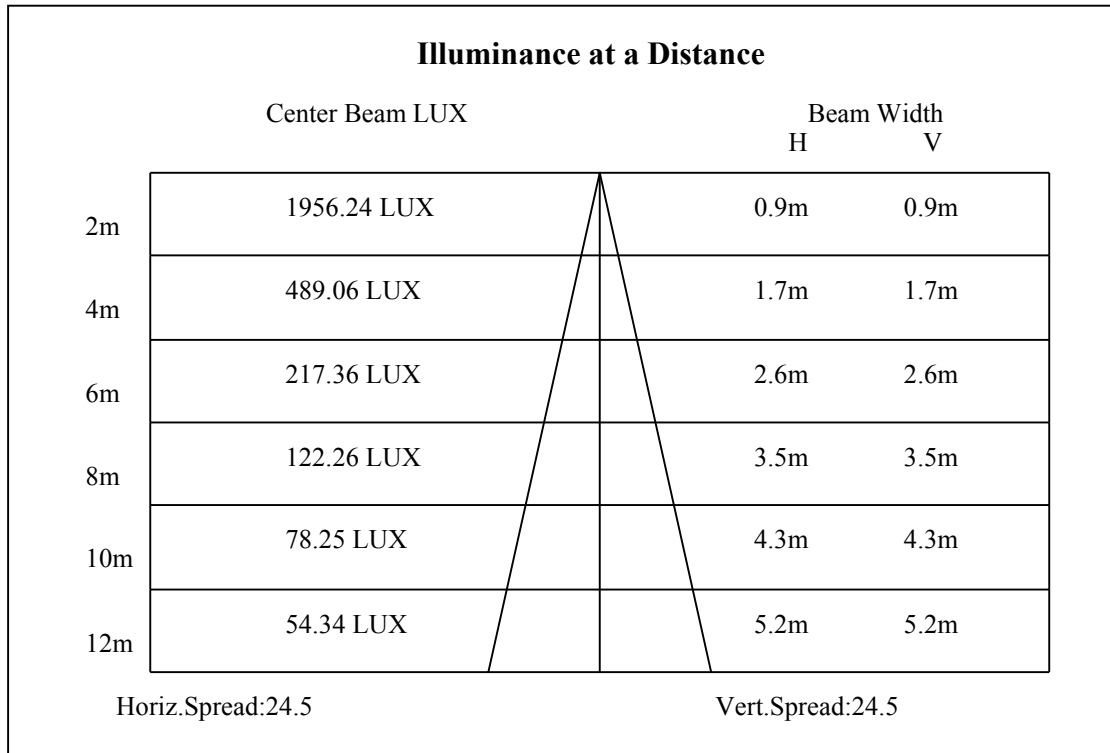 Illuminance at a Distance
Center Beam LUX Beam Width
H V
2m 1956.24 LUX 0.9m 0.9m
4m 489.06 LUX 1.7m 1.7m
6m 217.36 LUX 2.6m 2.6m
8m 122.26 LUX 3.5m 3.5m
10m 78.25 LUX 4.3m 4.3m
12m 54.34 LUX 5.2m 5.2m
Horiz.Spread:24.5 Vert.Spread:24.5